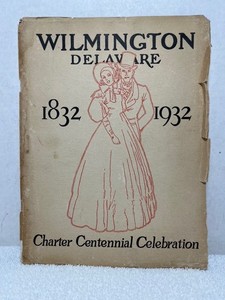 WILMINGTON
DELAWARE
1832 1932
Charter Centennial Celebration